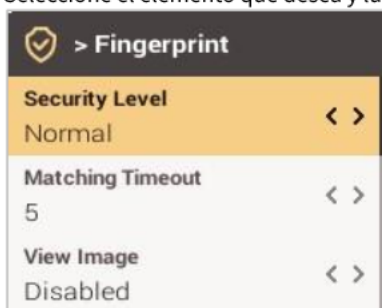 Seleccione el elemento que desea y la
> Fingerprint
Security Level
Normal
< >
Matching Timeout
5
< >
View Image
Disabled
< >